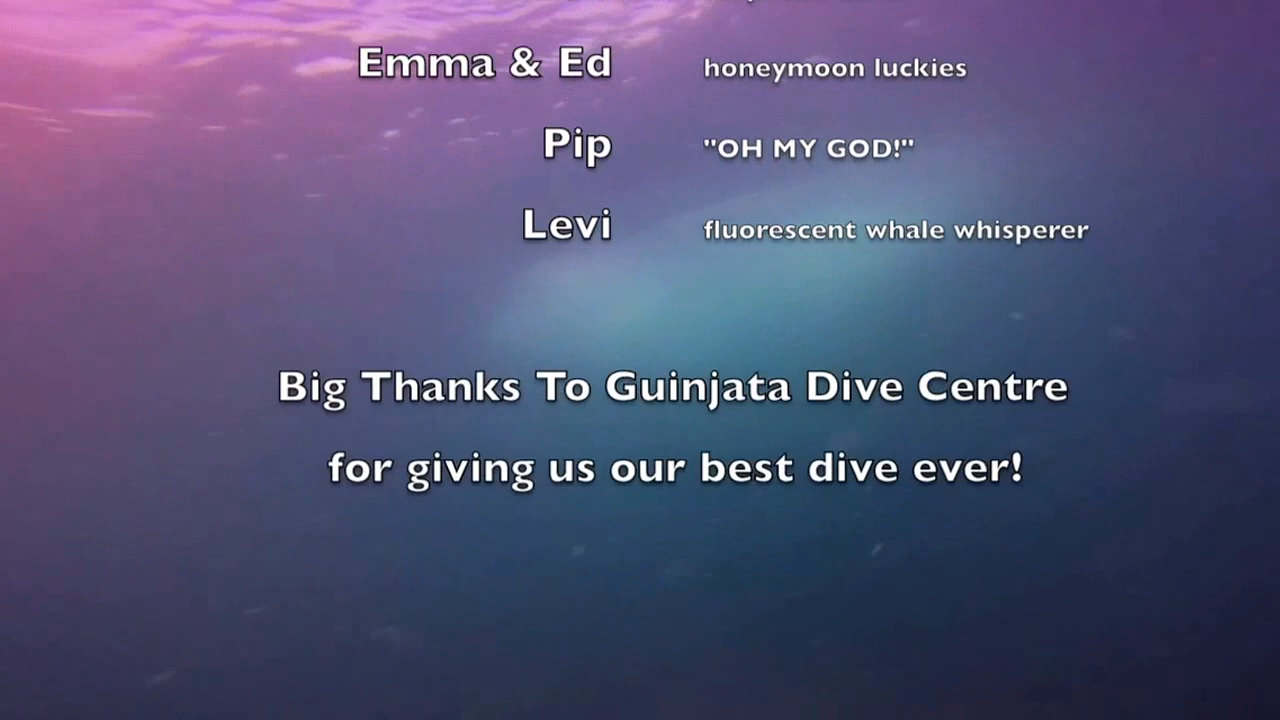 Emma & Ed honeymoon luckies
Pip "OH MY GOD!"
Levi fluorescent whale whisperer
Big Thanks To Guinjata Dive Centre
for giving us our best dive ever!